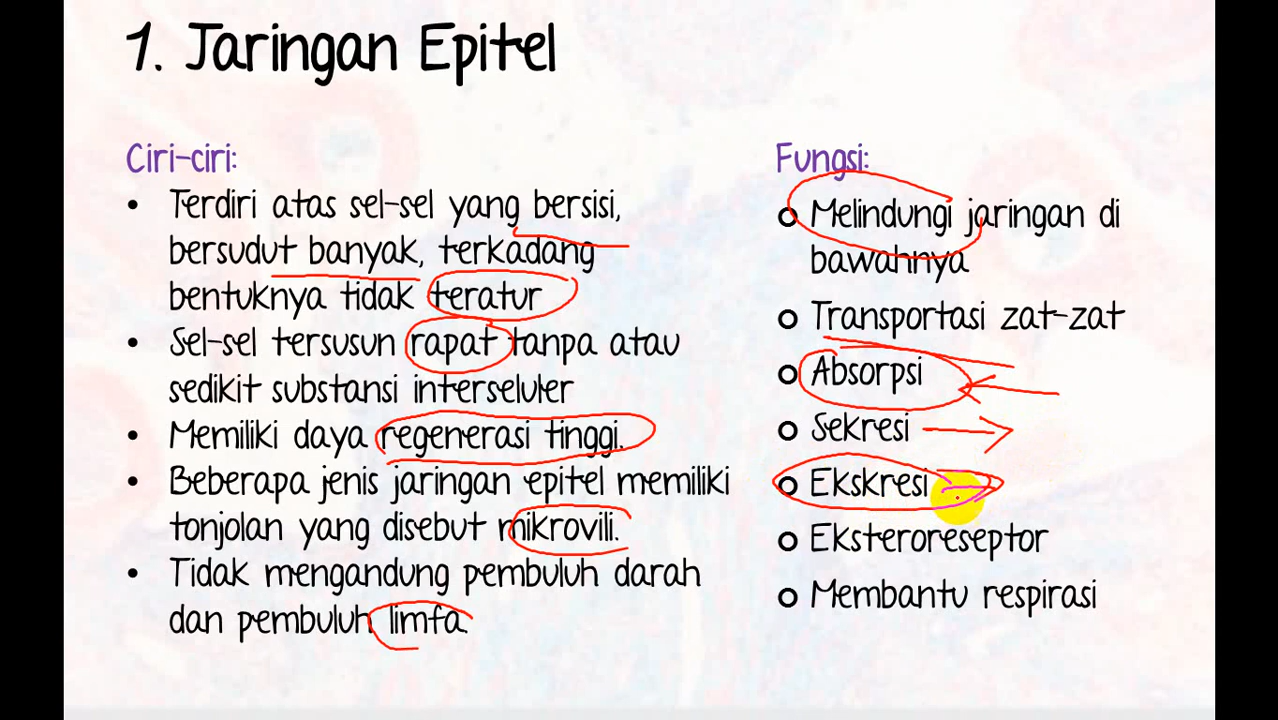 1. Jaringan Epitel
Ciri-ciri:
• Terdiri atas sel-sel yang bersisi,
bersudut banyak, terkadang
bentuknya tidak teratur
• Sel-sel tersusun rapat tanpa atau
sedikit substansi interseluler
• Memiliki daya regenerasi tinggi.
• Beberapa jenis jaringan epitel memiliki
tonjolan yang disebut mikrovili.
• Tidak mengandung pembuluh darah
dan pembuluh limfa.
Fungsi:
o Melindungi jaringan di
bawahnya
o Transportasi zat-zat
o Absorpsi
o Sekresi
o Ekskresi
o Eksteroreseptor
o Membantu respirasi